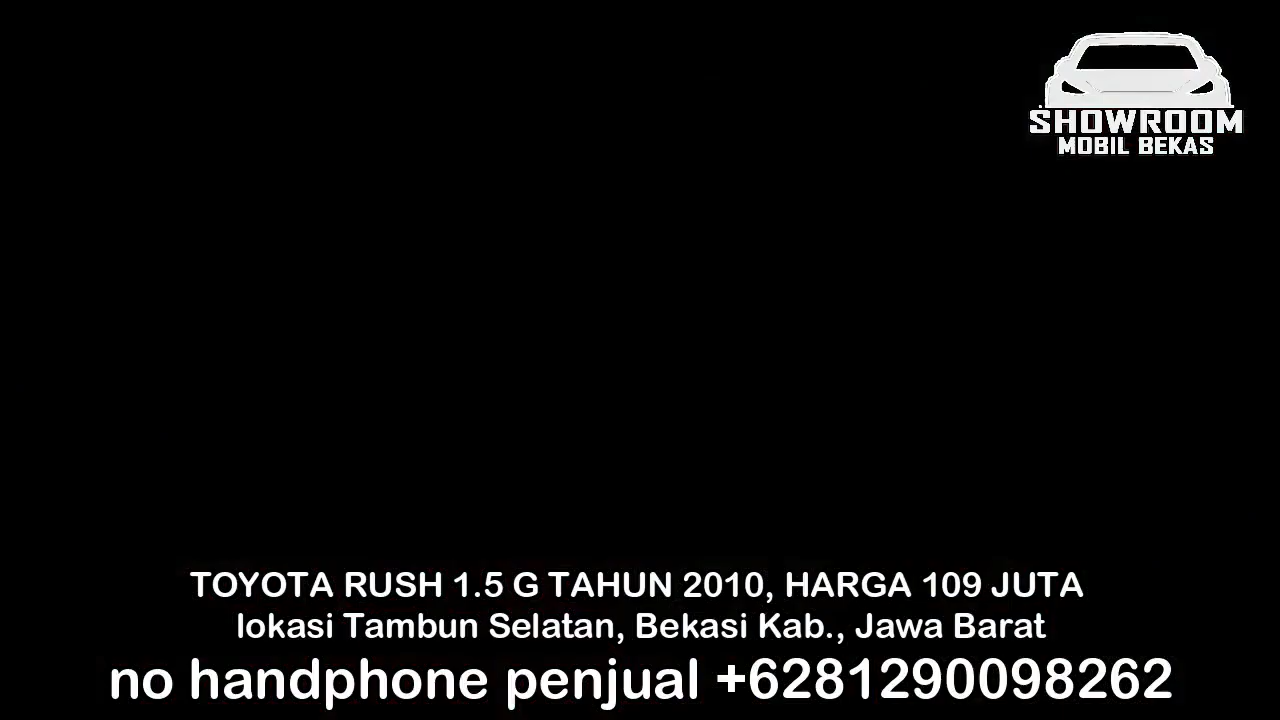 SHOWROOM
MOBIL BEKAS
TOYOTA RUSH 1.5 G TAHUN 2010, HARGA 109 JUTA
lokasi Tambun Selatan, Bekasi Kab., Jawa Barat
no handphone penjual +6281290098262